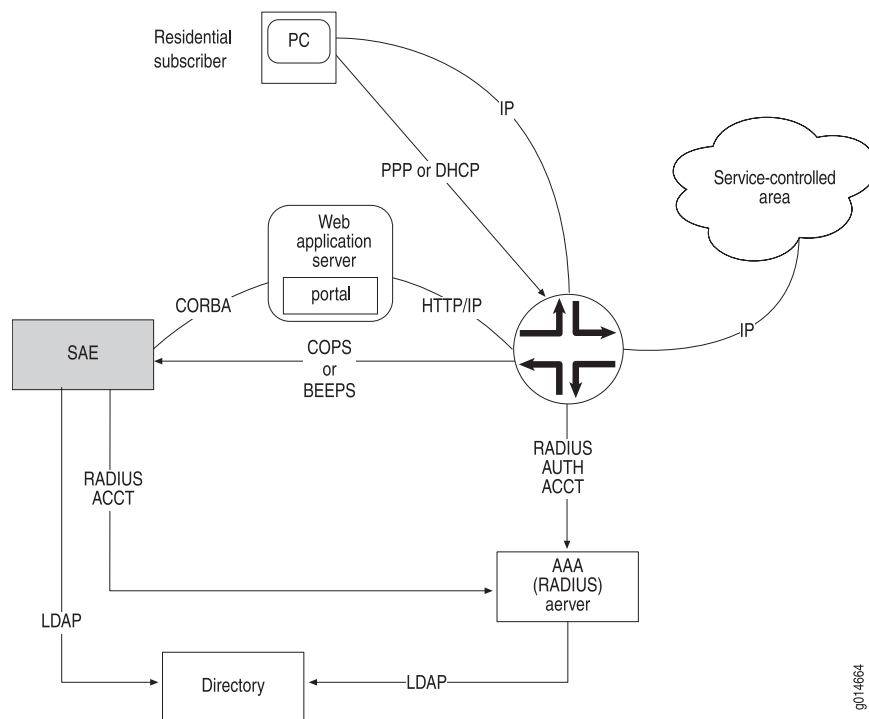 Residential
subscriber
PC
IP
PPP or DHCP
Service-controlled
area
Web
application
server
portal
CORBA
HTTP/IP
IP
SAE
COPS
or
BEEPS
RADIUS
AUTH
ACCT
RADIUS
ACCT
AAA
(RADIUS)
aerver
LDAP
Directory
LDAP
g014664